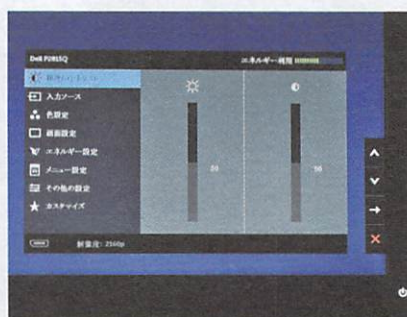 Dell P2815Q
エネルギー利用
入力ソース
色設定
画面設定
エネルギー設定
メニュー設定
その他の設定
カスタマイズ
50
50
解像度: 2160p